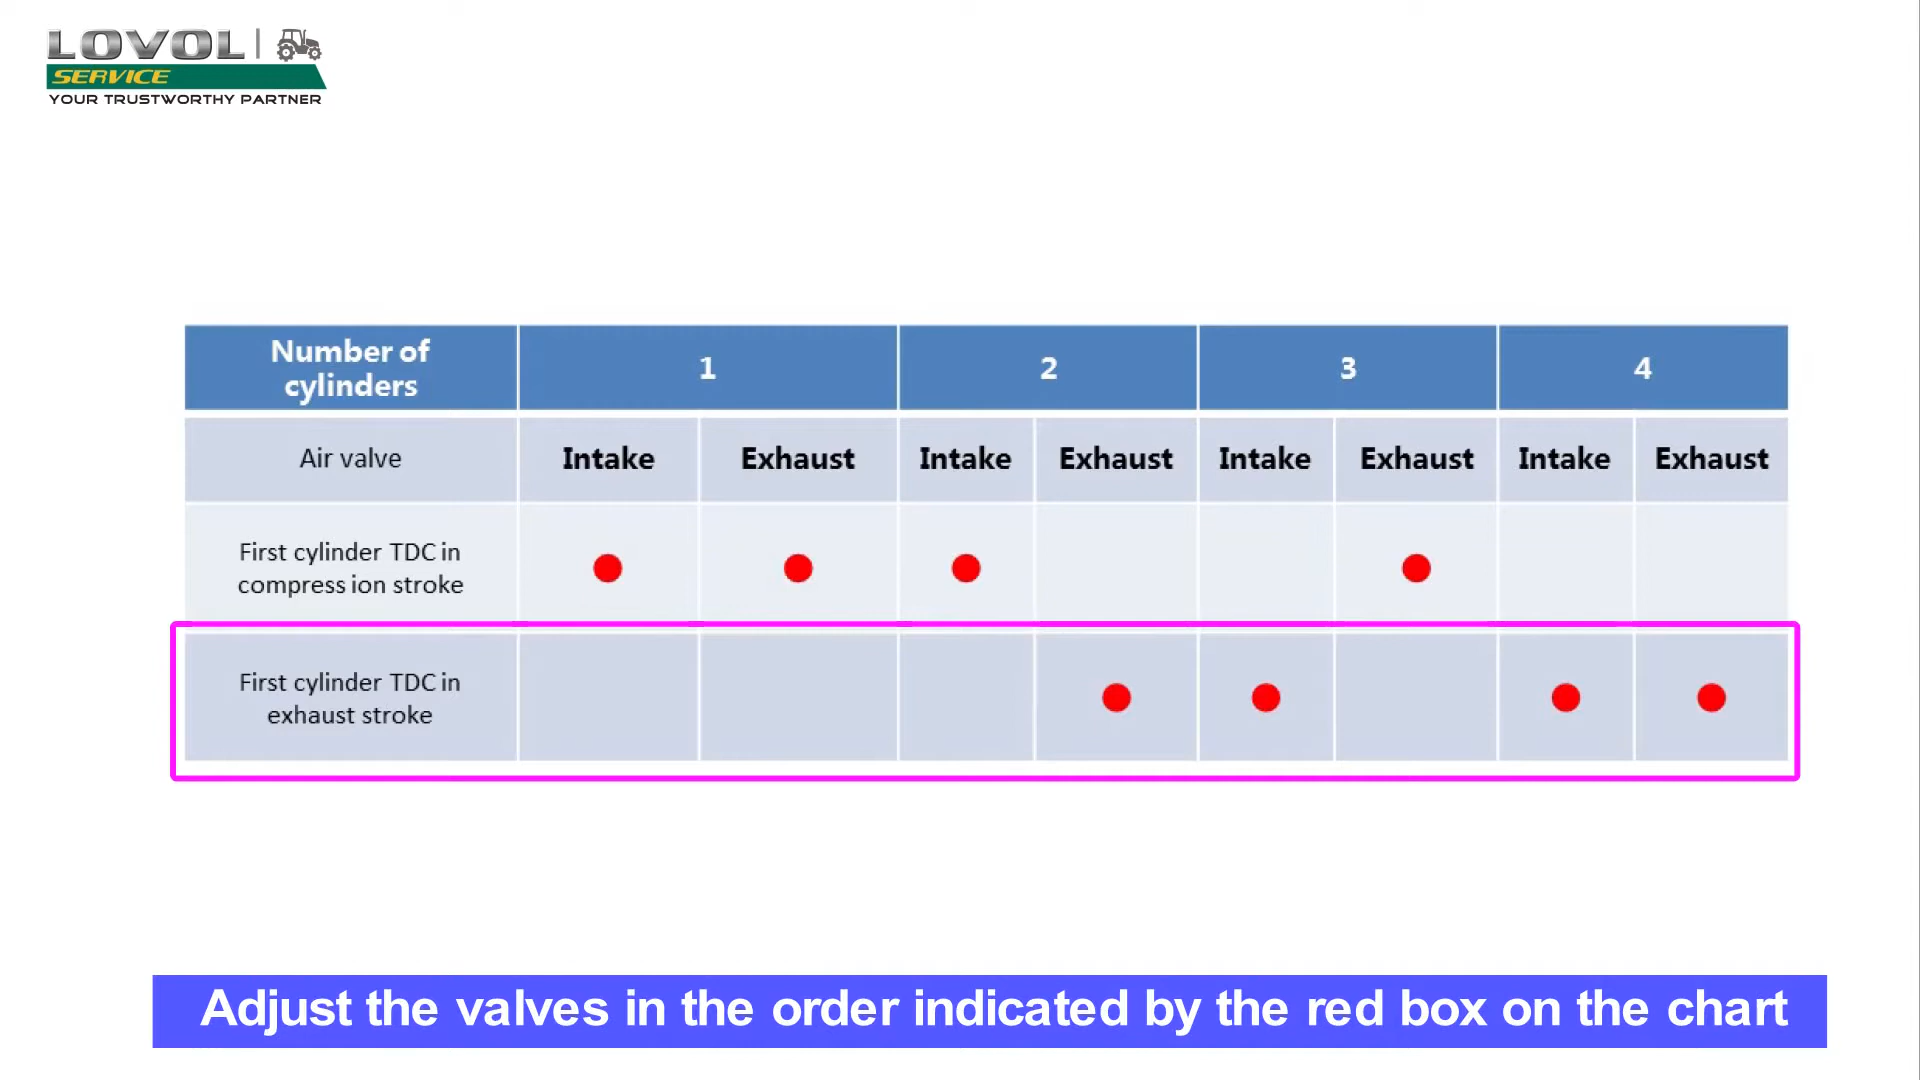 LOVOL
SERVICE
YOUR TRUSTWORTHY PARTNER
Number of cylinders 1 2 3 4
Air valve Intake Exhaust Intake Exhaust Intake Exhaust Intake Exhaust
First cylinder TDC in
compress ion stroke
First cylinder TDC in
exhaust stroke
Adjust the valves in the order indicated by the red box on the chart